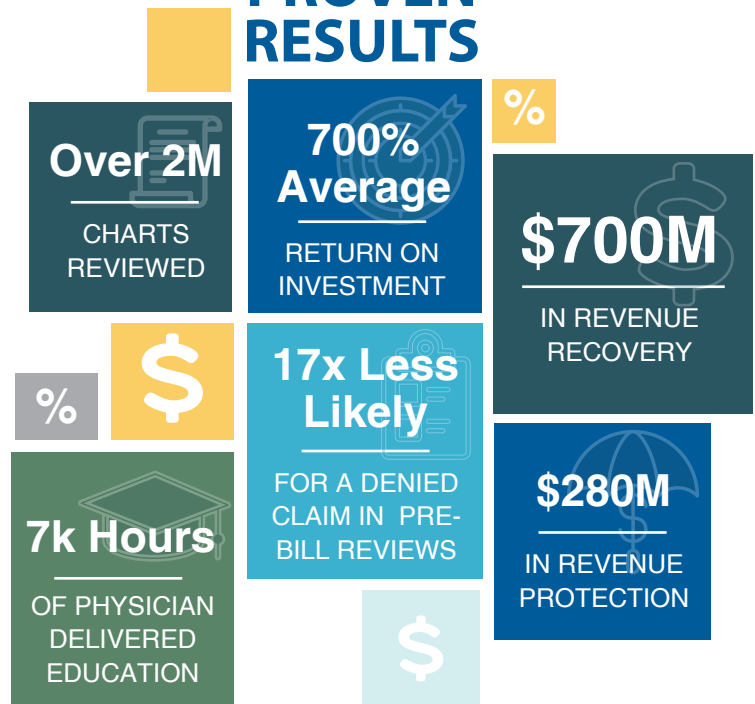 PROVEN
RESULTS
%
Over 2M
CHARTS
REVIEWED
700%
Average
RETURN ON
INVESTMENT
$700M
IN REVENUE
RECOVERY
%
$
17x Less
Likely
FOR A DENIED
CLAIM IN PRE-
BILL REVIEWS
7k Hours
OF PHYSICIAN
DELIVERED
EDUCATION
$280M
IN REVENUE
PROTECTION
$